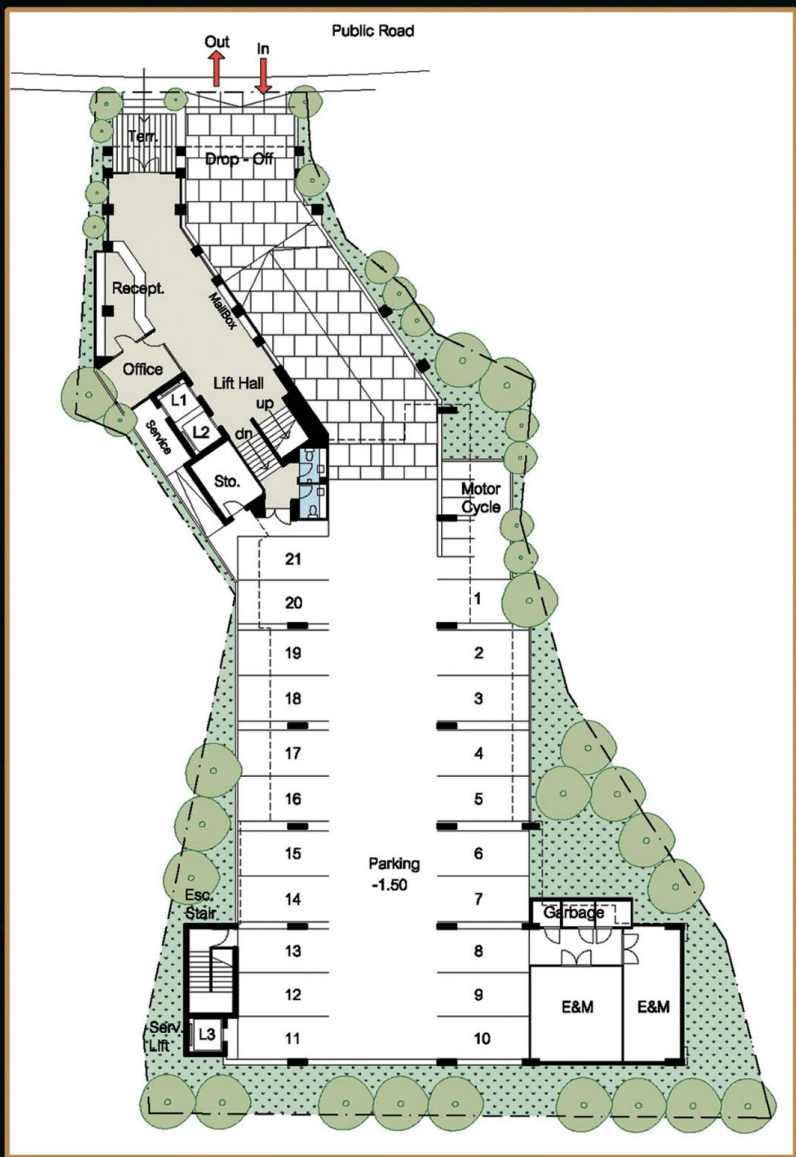 Public Road
Out
In
Terr.
Drop - Off
Recept.
MailBox
Office
Lift Hall
L1
up
L2
dn
Service
Sto.
Motor
Cycle
21
20
1
19
2
18
3
17
4
16
5
15
6
Parking
-1.50
14
7
Esc.
Stair
Garbage
13
8
12
9
E&M
E&M
Serv.
Lift
L3
11
10